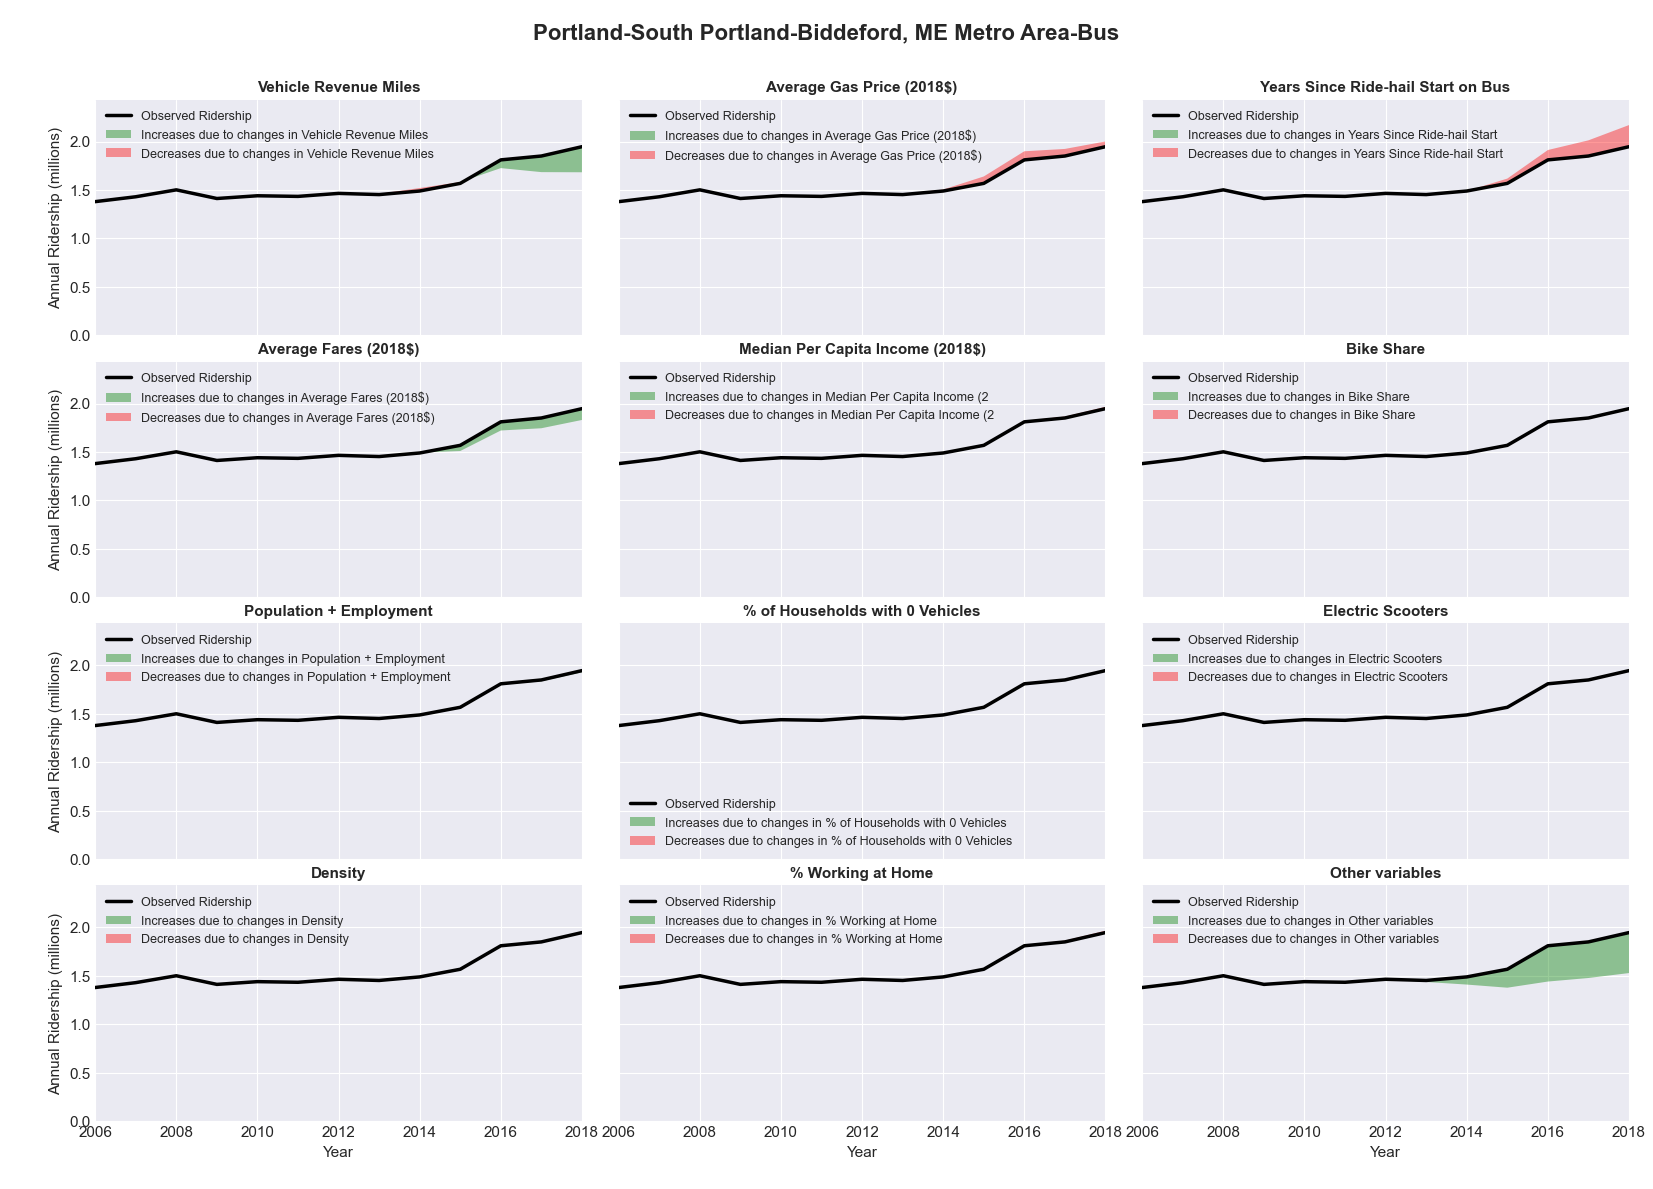 Portland-South Portland-Biddeford, ME Metro Area-Bus
Vehicle Revenue Miles
Annual Ridership (millions)
2.0
1.5
1.0
0.5
0.0
Observed Ridership
Increases due to changes in Vehicle Revenue Miles
Decreases due to changes in Vehicle Revenue Miles
Average Gas Price (2018$)
Observed Ridership
Increases due to changes in Average Gas Price (2018$)
Decreases due to changes in Average Gas Price (2018$)
Years Since Ride-hail Start on Bus
Observed Ridership
Increases due to changes in Years Since Ride-hail Start
Decreases due to changes in Years Since Ride-hail Start
Average Fares (2018$)
Annual Ridership (millions)
2.0
1.5
1.0
0.5
0.0
Observed Ridership
Increases due to changes in Average Fares (2018$)
Decreases due to changes in Average Fares (2018$)
Median Per Capita Income (2018$)
Observed Ridership
Increases due to changes in Median Per Capita Income (2
Decreases due to changes in Median Per Capita Income (2
Bike Share
Observed Ridership
Increases due to changes in Bike Share
Decreases due to changes in Bike Share
Population + Employment
Annual Ridership (millions)
2.0
1.5
1.0
0.5
0.0
Observed Ridership
Increases due to changes in Population + Employment
Decreases due to changes in Population + Employment
% of Households with 0 Vehicles
Observed Ridership
Increases due to changes in % of Households with 0 Vehicles
Decreases due to changes in % of Households with 0 Vehicles
Electric Scooters
Observed Ridership
Increases due to changes in Electric Scooters
Decreases due to changes in Electric Scooters
Density
Annual Ridership (millions)
2.0
1.5
1.0
0.5
0.0
Observed Ridership
Increases due to changes in Density
Decreases due to changes in Density
2006 2008 2010 2012 2014 2016 2018
Year
% Working at Home
Observed Ridership
Increases due to changes in % Working at Home
Decreases due to changes in % Working at Home
2006 2008 2010 2012 2014 2016 2018
Year
Other variables
Observed Ridership
Increases due to changes in Other variables
Decreases due to changes in Other variables
2006 2008 2010 2012 2014 2016 2018
Year